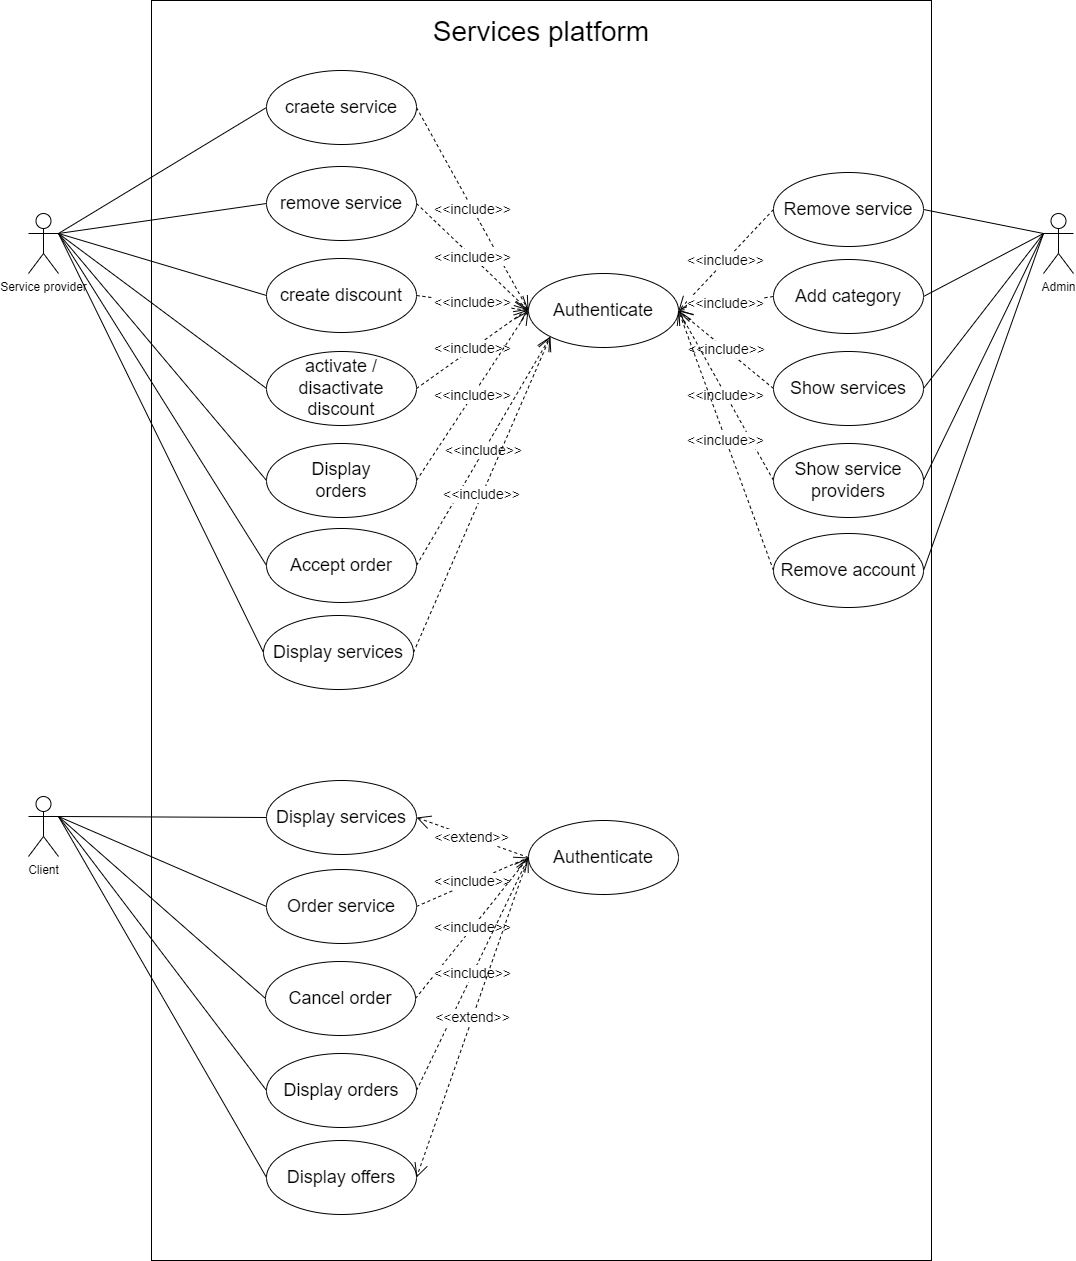 Services platform
craete service
remove service
create discount
activate /
disactivate
discount
Display
orders
Accept order
Display services
<<include>>
<<include>>
<<include>>
<<include>>
<<include>>
<<include>>
<<include>>
Authenticate
<<include>>
<<include>>
<<include>>
<<include>>
<<include>>
Remove service
Add category
Show services
Show service
providers
Remove account
Service provider
Admin
Client
Display services
Order service
Cancel order
Display orders
Display offers
<<extend>>
<<include>>
<<include>>
<<include>>
<<extend>>
Authenticate